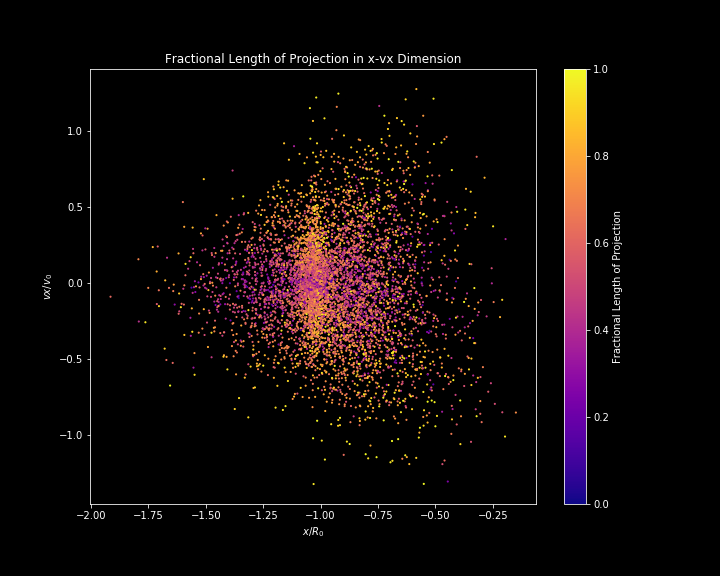 Fractional Length of Projection in x-vx Dimension
1.0
0.5
0.0
−0.5
−1.0
vx/v₀
−2.00 −1.75 −1.50 −1.25 −1.00 −0.75 −0.50 −0.25
x/R₀
1.0
0.8
0.6
0.4
0.2
0.0
Fractional Length of Projection